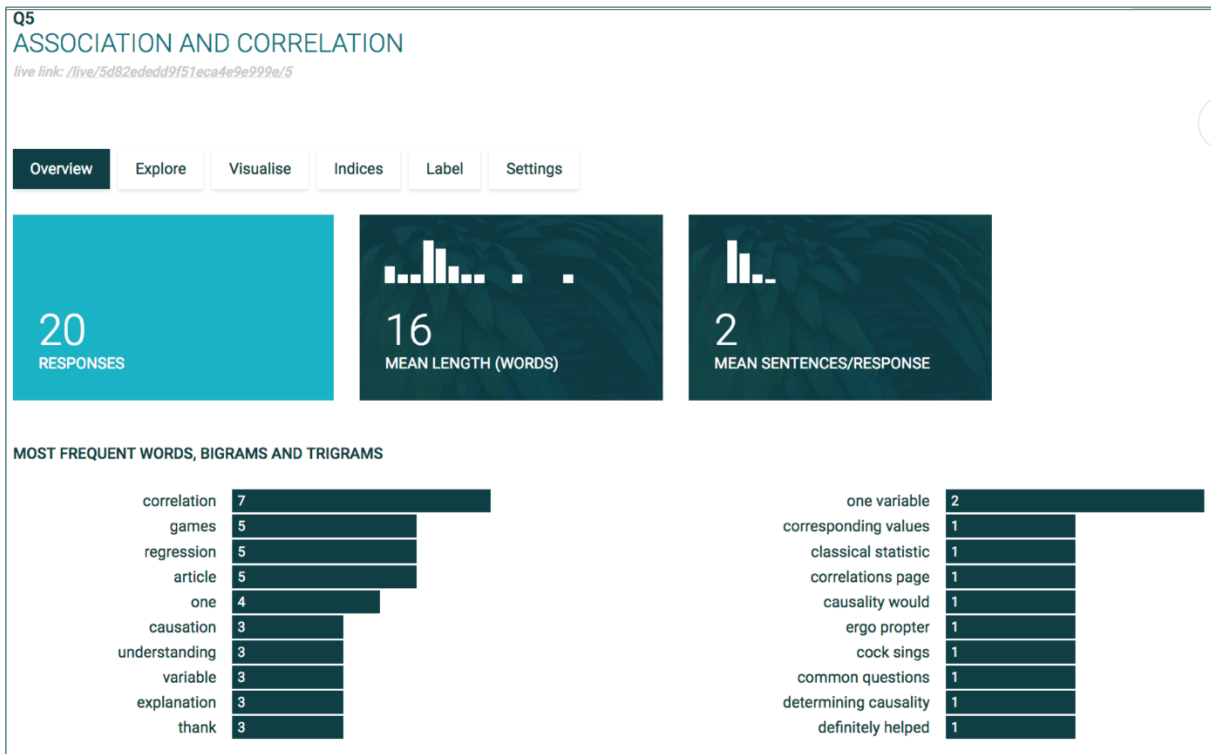 Q5
ASSOCIATION AND CORRELATION
live link: /live/5d82ededd9f51eca4e9e999e/5
Overview Explore Visualise Indices Label Settings
20
RESPONSES
16
MEAN LENGTH (WORDS)
2
MEAN SENTENCES/RESPONSE
MOST FREQUENT WORDS, BIGRAMS AND TRIGRAMS
correlation 7
games 5
regression 5
article 5
one 4
causation 3
understanding 3
variable 3
explanation 3
thank 3
one variable 2
corresponding values 1
classical statistic 1
correlations page 1
causality would 1
ergo propter 1
cock sings 1
common questions 1
determining causality 1
definitely helped 1